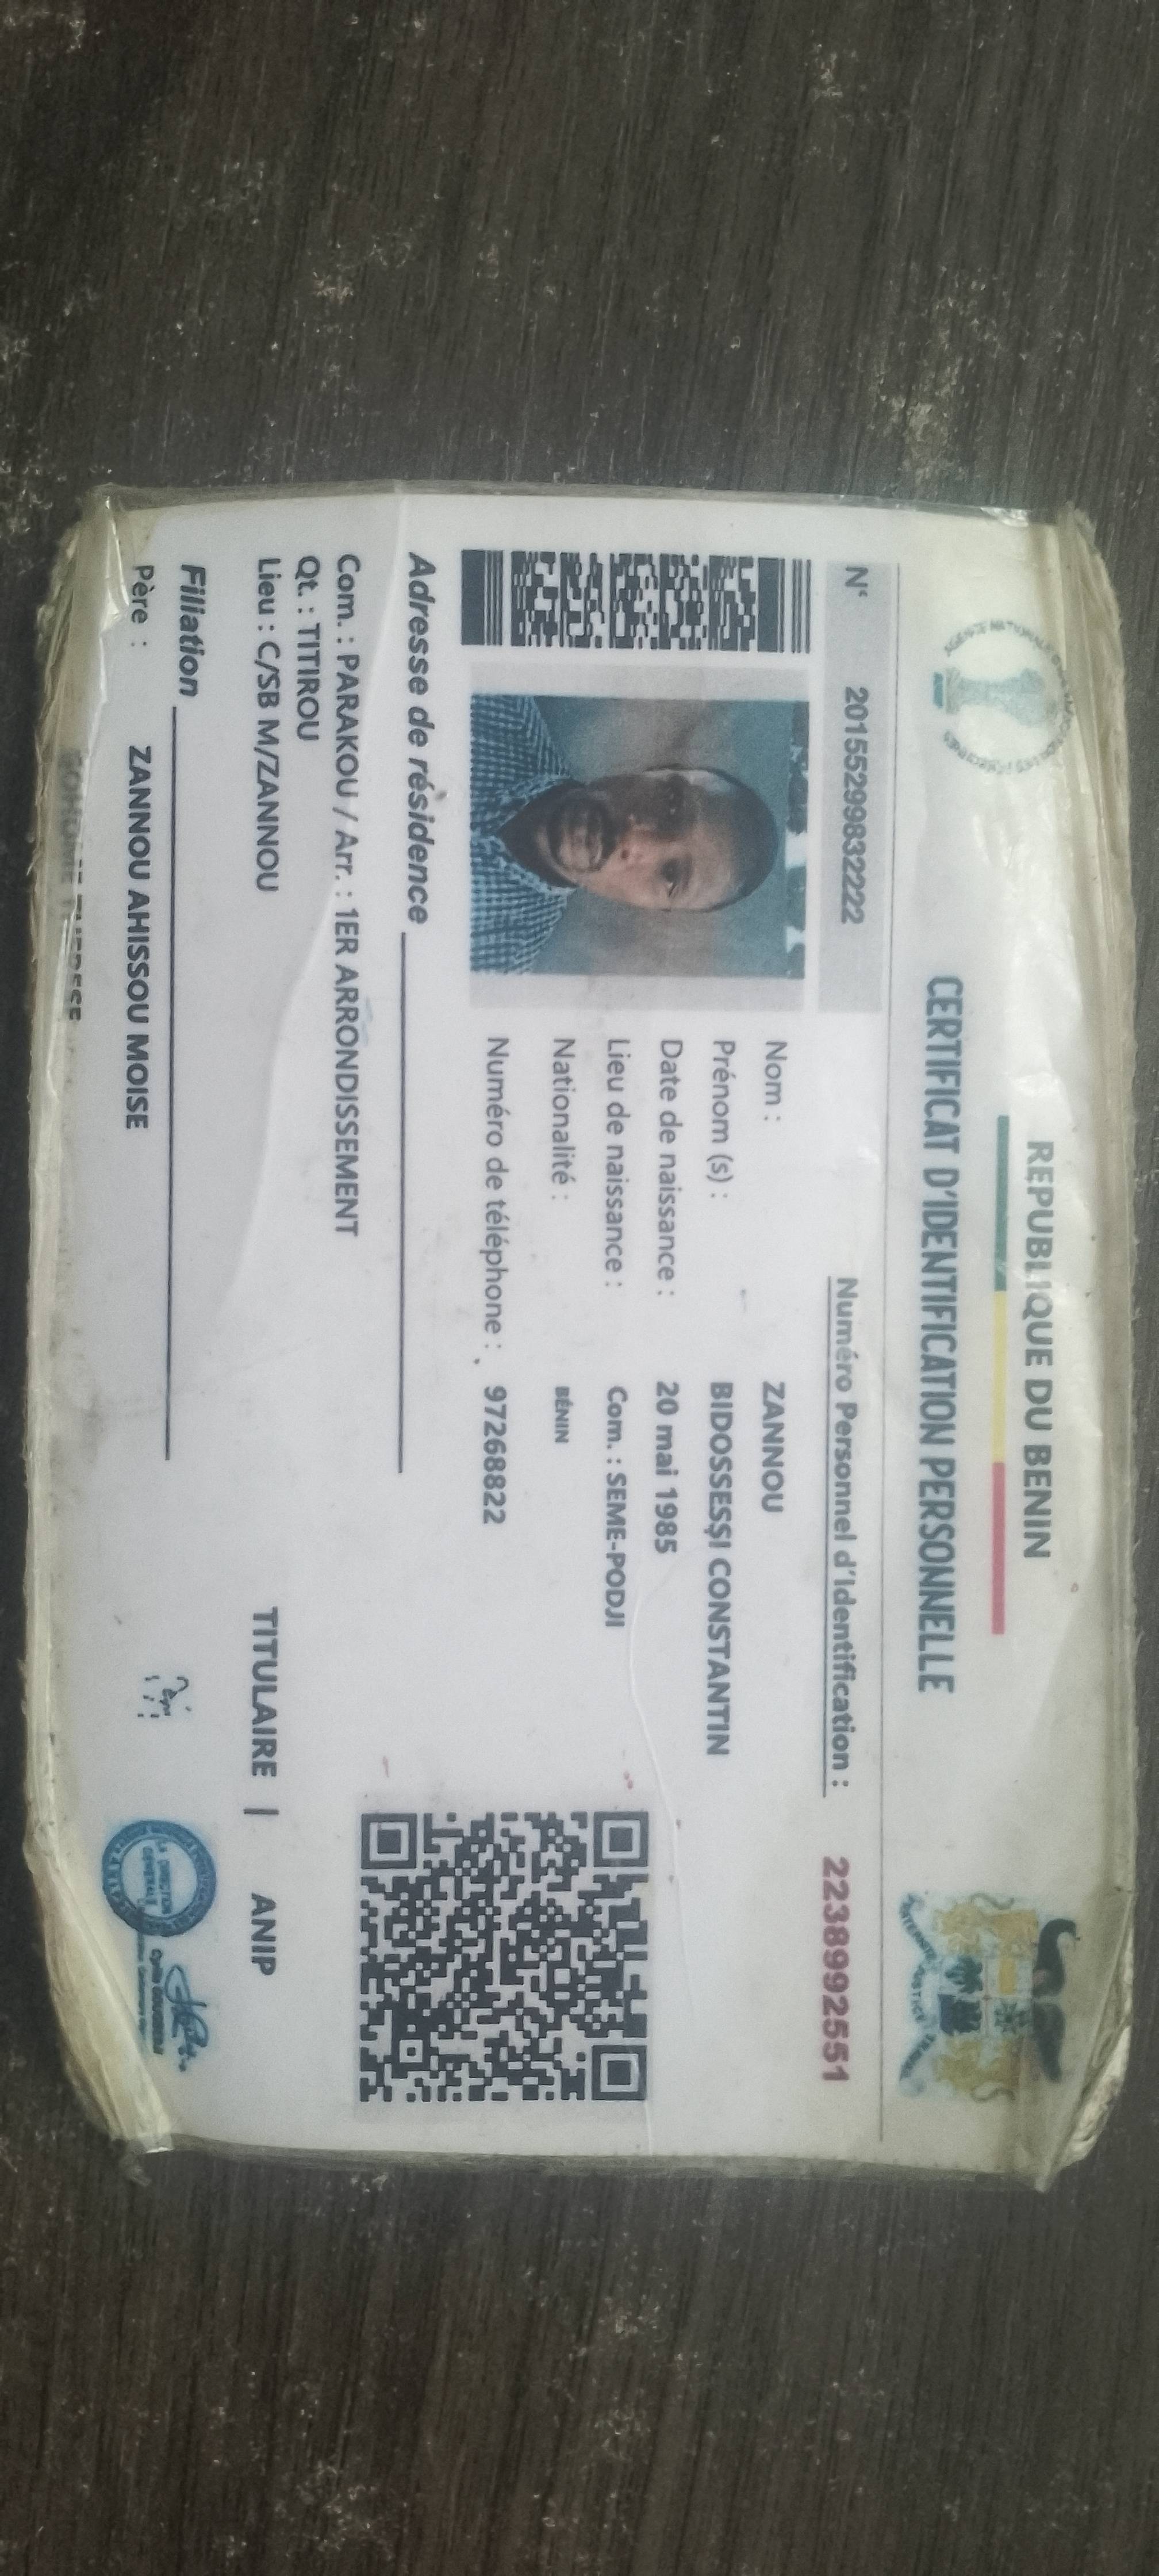 REPUBLIQUE DU BENIN
CERTIFICAT D'IDENTIFICATION PERSONNELLE
N° 20155299832222 Numéro Personnel d'Identification : 2238992551
Nom : ZANNOU
Prénom (s) : BIDOSSESSI CONSTANTIN
Date de naissance : 20 mai 1985
Lieu de naissance : Com. : SEME-PODJI
Nationalité : BÉNIN
Numéro de téléphone : 97268822
Adresse de résidence
Com. : PARAKOU / Arr. : 1ER ARRONDISSEMENT
Qt. : TITIROU
Lieu : C/SB M/ZANNOU
TITULAIRE | ANIP
Filiation
Père : ZANNOU AHISSOU MOISE